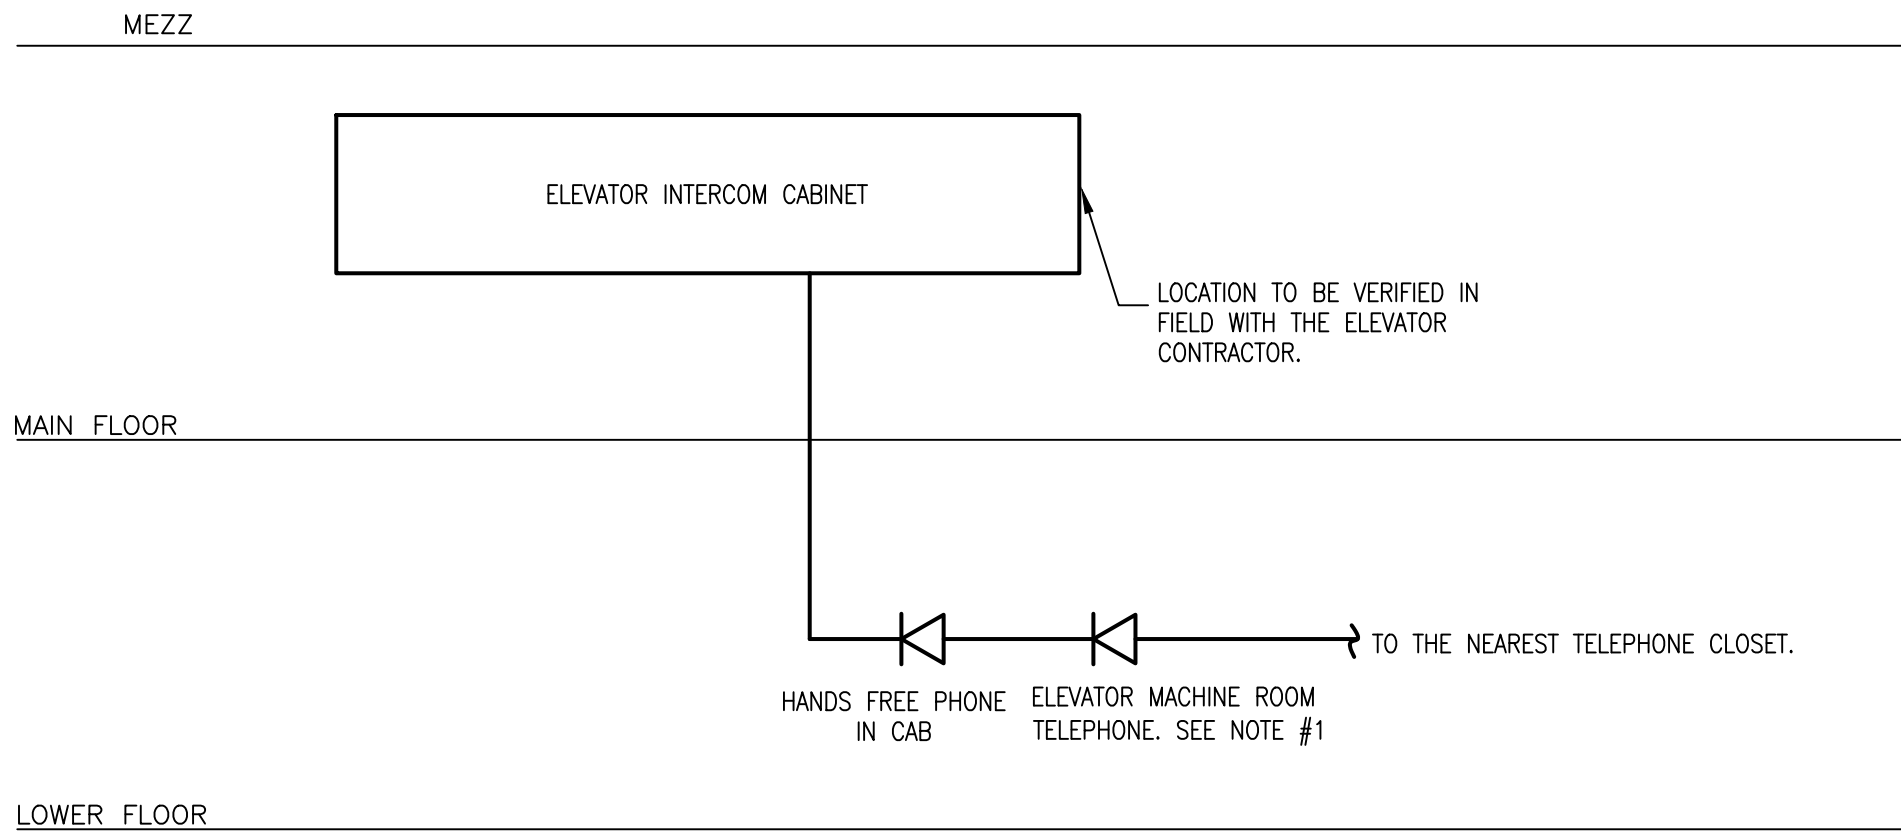 MEZZ
ELEVATOR INTERCOM CABINET
LOCATION TO BE VERIFIED IN
FIELD WITH THE ELEVATOR
CONTRACTOR.
MAIN FLOOR
TO THE NEAREST TELEPHONE CLOSET.
HANDS FREE PHONE
IN CAB
ELEVATOR MACHINE ROOM
TELEPHONE. SEE NOTE #1
LOWER FLOOR